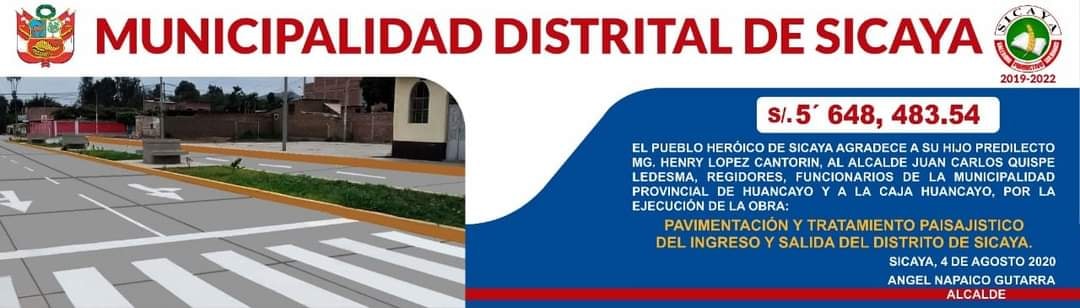 MUNICIPALIDAD DISTRITAL DE SICAYA
SICAYA
2019-2022
S/. 5´ 648, 483.54
EL PUEBLO HERÓICO DE SICAYA AGRADECE A SU HIJO PREDILECTO
MG. HENRY LOPEZ CANTORIN, AL ALCALDE JUAN CARLOS QUISPE
LEDESMA, REGIDORES, FUNCIONARIOS DE LA MUNICIPALIDAD
PROVINCIAL DE HUANCAYO Y A LA CAJA HUANCAYO, POR LA
EJECUCIÓN DE LA OBRA:
PAVIMENTACIÓN Y TRATAMIENTO PAISAJISTICO
DEL INGRESO Y SALIDA DEL DISTRITO DE SICAYA.
SICAYA, 4 DE AGOSTO 2020
ANGEL NAPAICO GUTARRA
ALCALDE